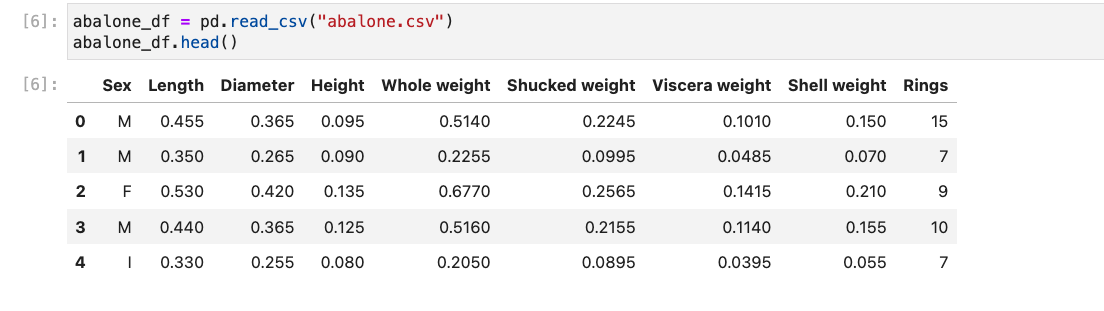 [6]: abalone_df = pd.read_csv("abalone.csv")
abalone_df.head()
[6]: Sex Length Diameter Height Whole weight Shucked weight Viscera weight Shell weight Rings
0 M 0.455 0.365 0.095 0.5140 0.2245 0.1010 0.150 15
1 M 0.350 0.265 0.090 0.2255 0.0995 0.0485 0.070 7
2 F 0.530 0.420 0.135 0.6770 0.2565 0.1415 0.210 9
3 M 0.440 0.365 0.125 0.5160 0.2155 0.1140 0.155 10
4 I 0.330 0.255 0.080 0.2050 0.0895 0.0395 0.055 7